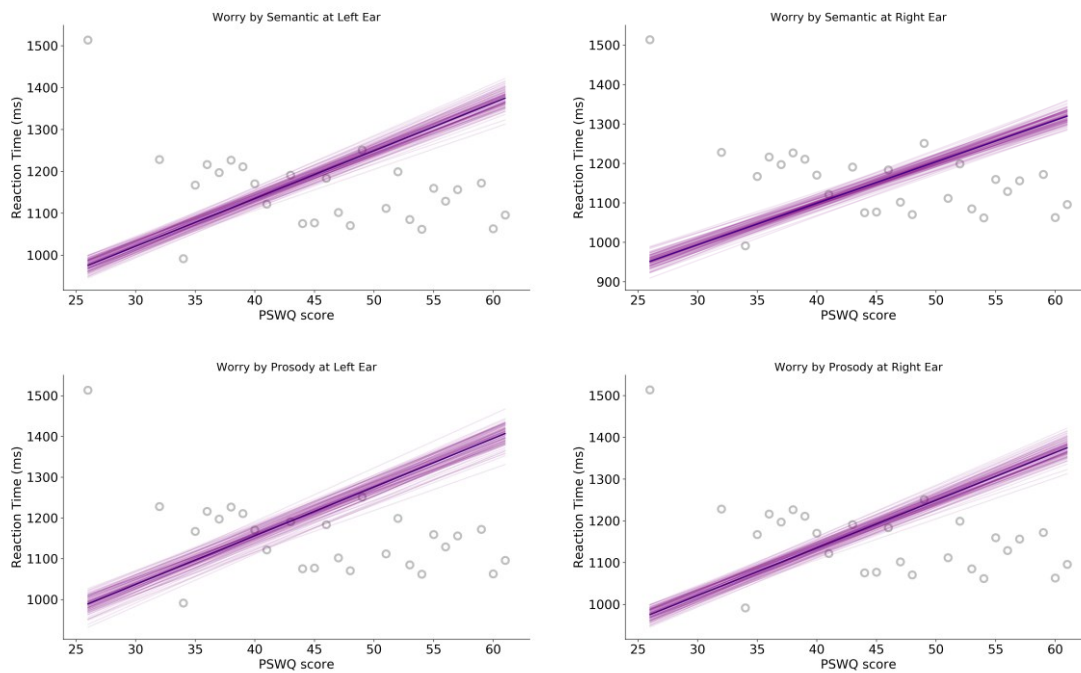 Worry by Semantic at Left Ear
1500
1400
1300
1200
1100
1000
Reaction Time (ms)
25 30 35 40 45 50 55 60
PSWQ score
Worry by Semantic at Right Ear
1500
1400
1300
1200
1100
1000
900
Reaction Time (ms)
25 30 35 40 45 50 55 60
PSWQ score
Worry by Prosody at Left Ear
1500
1400
1300
1200
1100
1000
Reaction Time (ms)
25 30 35 40 45 50 55 60
PSWQ score
Worry by Prosody at Right Ear
1500
1400
1300
1200
1100
1000
Reaction Time (ms)
25 30 35 40 45 50 55 60
PSWQ score